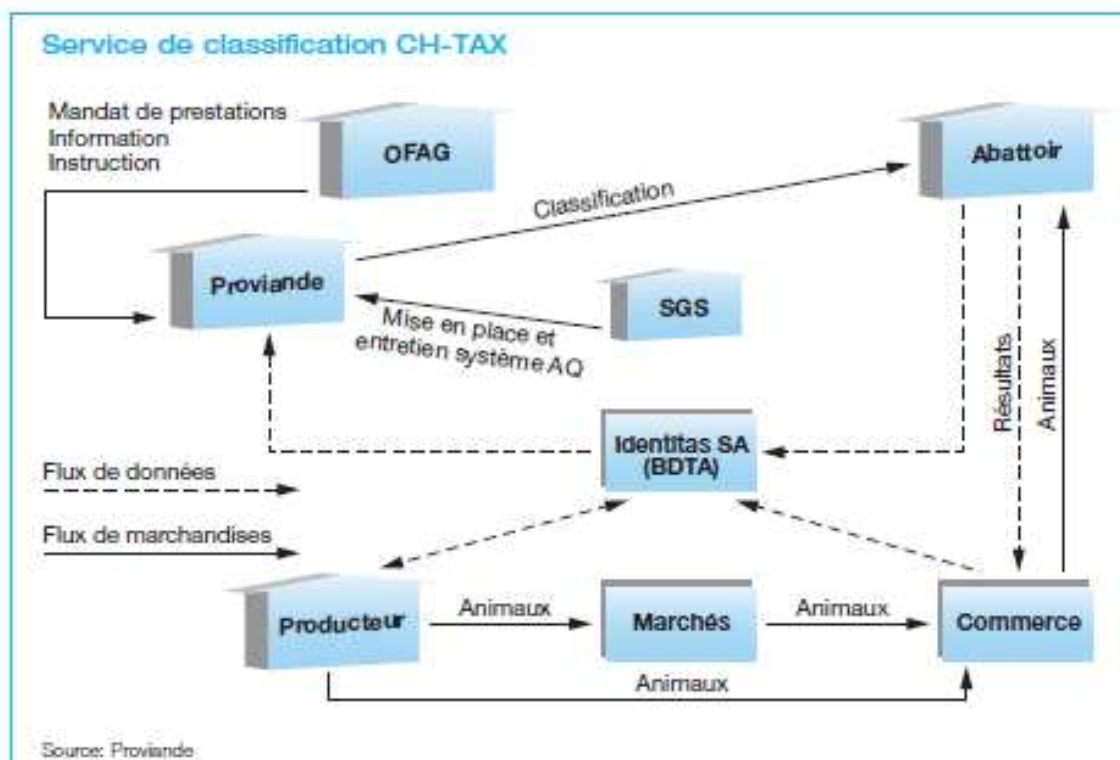 Service de classification CH-TAX
Mandat de prestations
Information
Instruction
OFAG
Abattoir
Classification
Proviande
SGS
Mise en place et
entretien système AQ
Résultats
Animaux
Identitas SA
(BDTA)
Flux de données
Flux de marchandises
Producteur
Animaux
Marchés
Animaux
Commerce
Animaux
Source: Proviande